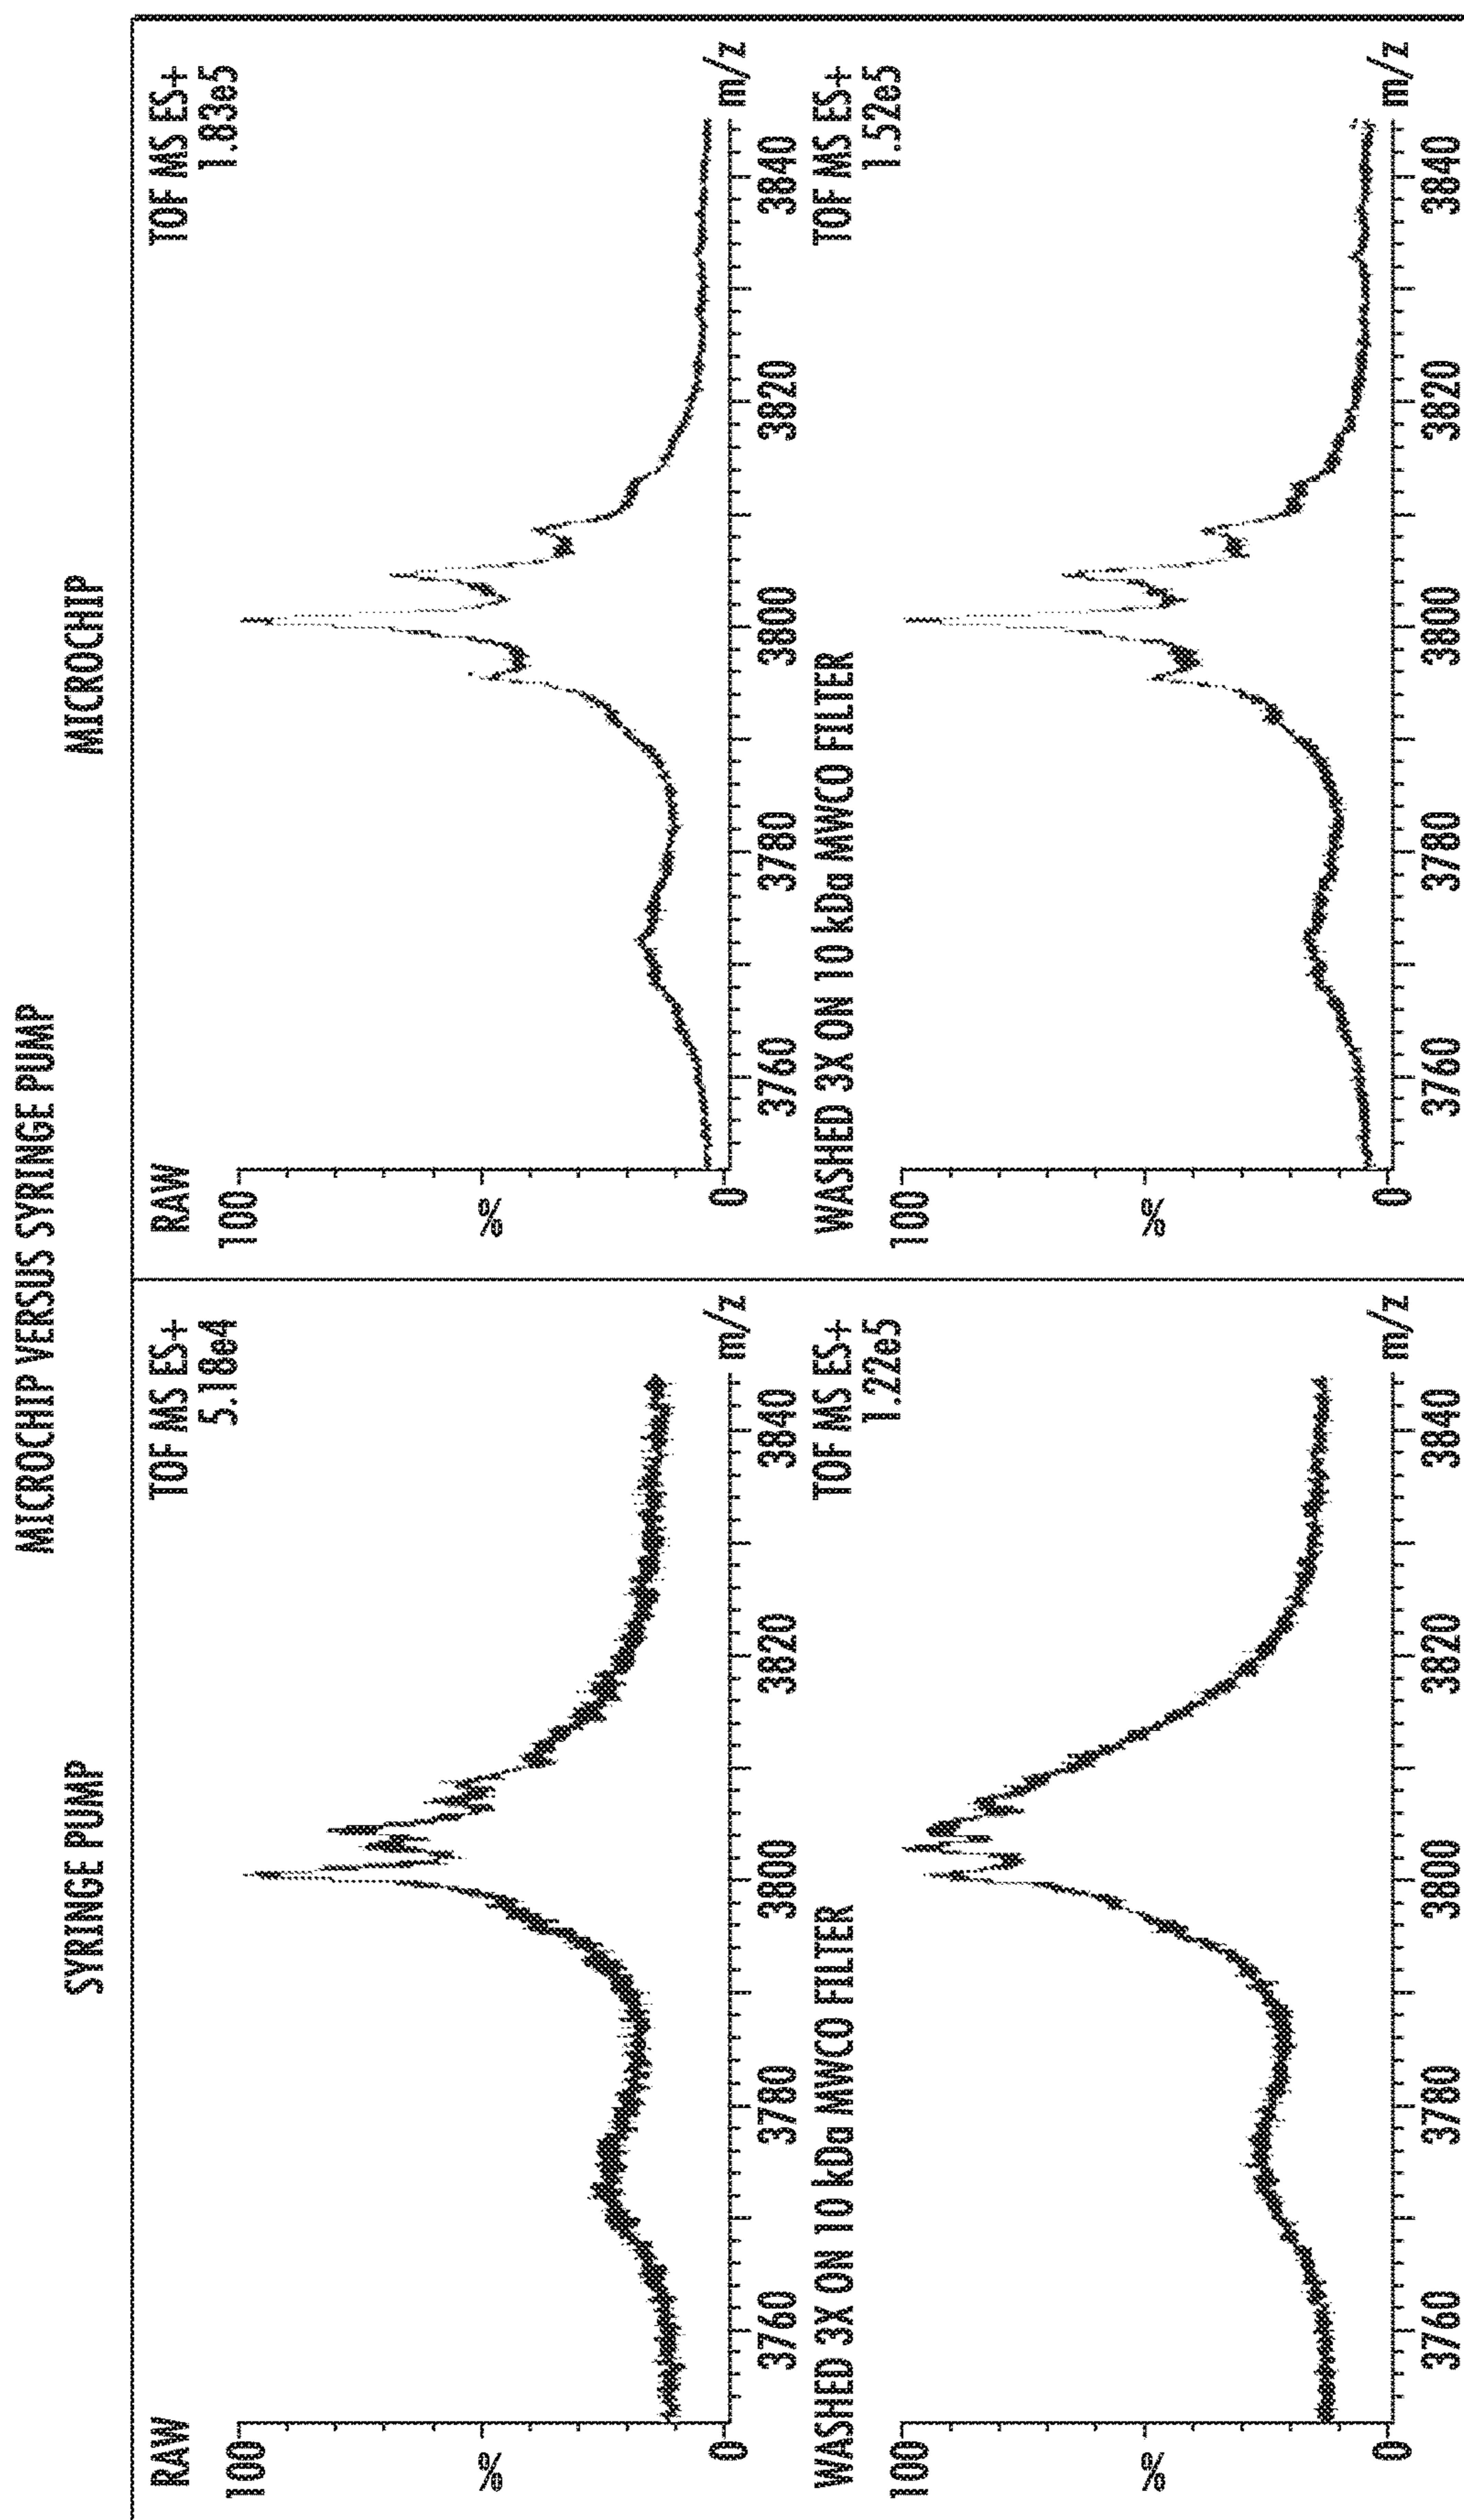 MICROCHIP VERSUS SYRINGE PUMP
SYRINGE PUMP
MICROCHIP
RAW
TOF MS ES+
5.18e4
100
%
0
3760
3780
3800
3820
3840
m/z
RAW
TOF MS ES+
1.83e5
100
%
0
3760
3780
3800
3820
3840
m/z
WASHED 3X ON 10 kDa MWCO FILTER
TOF MS ES+
1.22e5
100
%
0
3760
3780
3800
3820
3840
m/z
WASHED 3X ON 10 kDa MWCO FILTER
TOF MS ES+
1.52e5
100
%
0
3760
3780
3800
3820
3840
m/z